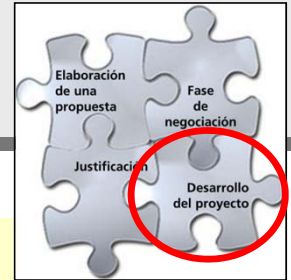 Elaboración
de una
propuesta
Fase
de
negociación
Justificación
Desarrollo
del proyecto